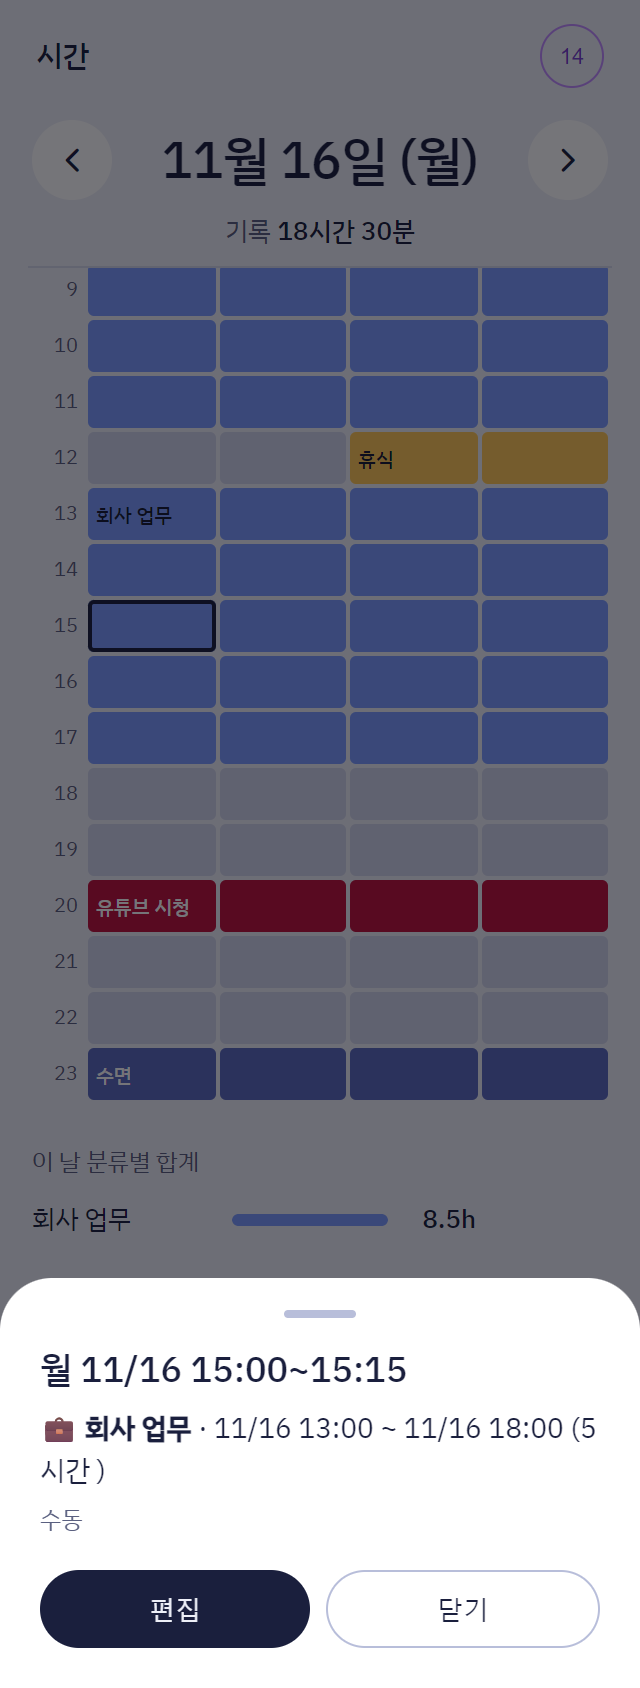 시간
14
11월 16일 (월)
기록 18시간 30분
9
10
11
12 휴식
13 회사 업무
14
15
16
17
18
19
20 유튜브 시청
21
22
23 수면
이 날 분류별 합계
회사 업무 8.5h
월 11/16 15:00~15:15
회사 업무 · 11/16 13:00 ~ 11/16 18:00 (5
시간 )
수동
편집 닫기